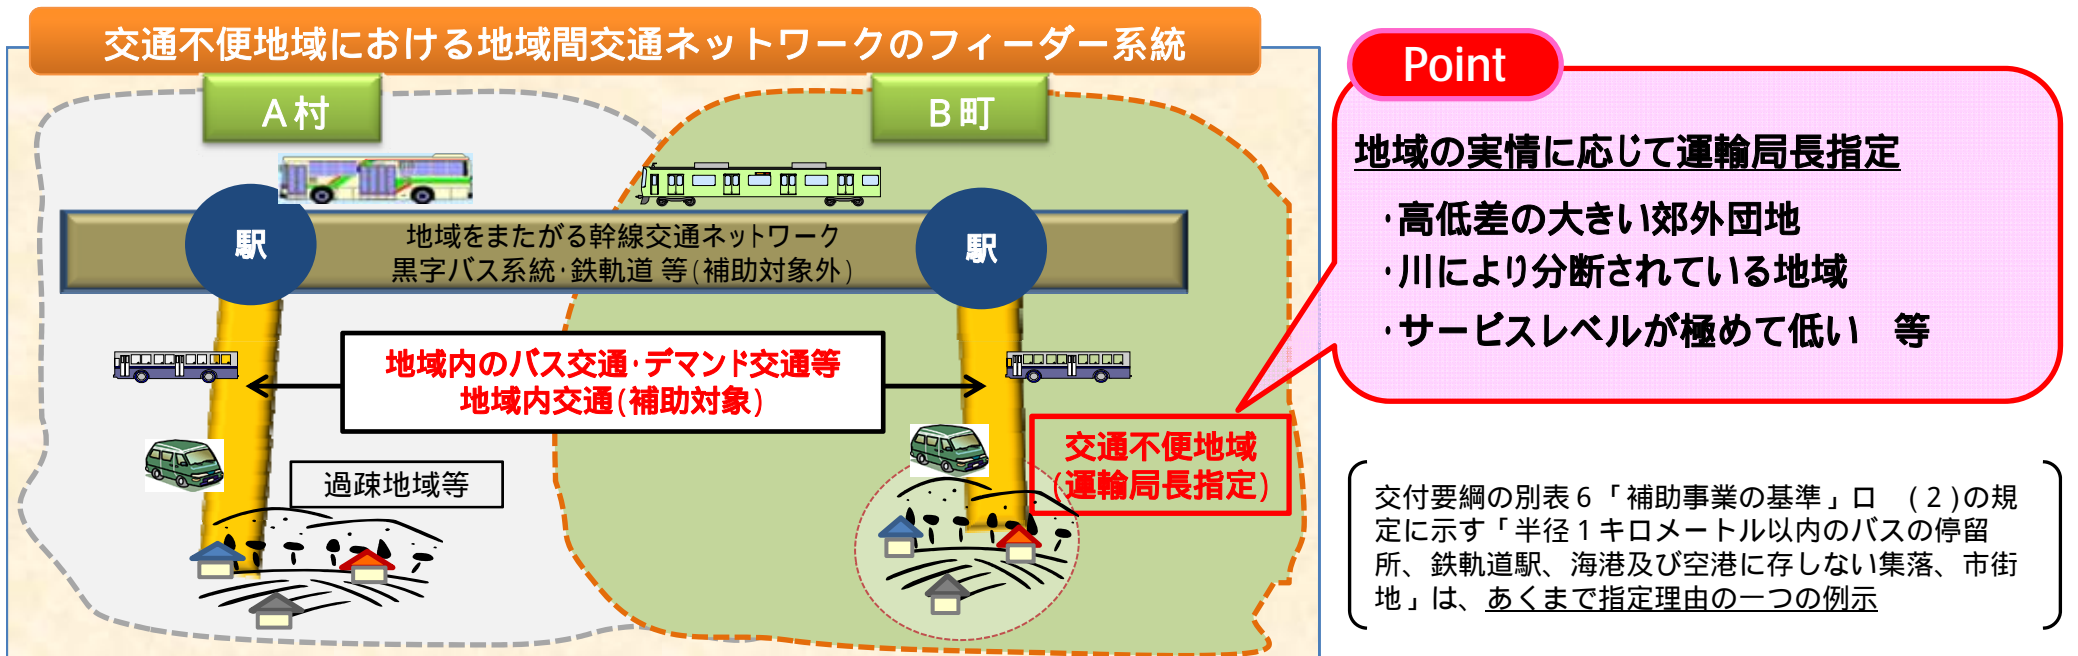 交通不便地域における地域間交通ネットワークのフィーダー系統
A村
B町
駅
地域をまたがる幹線交通ネットワーク
黒字バス系統・鉄軌道 等(補助対象外)
駅
地域内のバス交通・デマンド交通等
地域内交通(補助対象)
過疎地域等
交通不便地域
(運輸局長指定)
Point
地域の実情に応じて運輸局長指定
・高低差の大きい郊外団地
・川により分断されている地域
・サービスレベルが極めて低い 等
交付要綱の別表6「補助事業の基準」ロ (2)の規
定に示す「半径1キロメートル以内のバスの停留
所、鉄軌道駅、海港及び空港に存しない集落、市街
地」は、あくまで指定理由の一つの例示